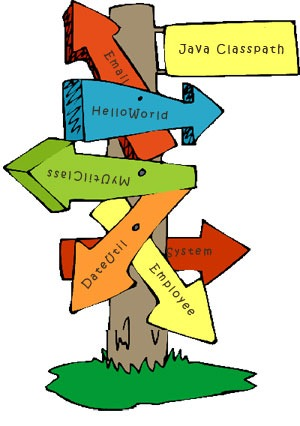 Java Classpath
Email
HelloWorld
MyUtilClass
DateUtil
System
Employee